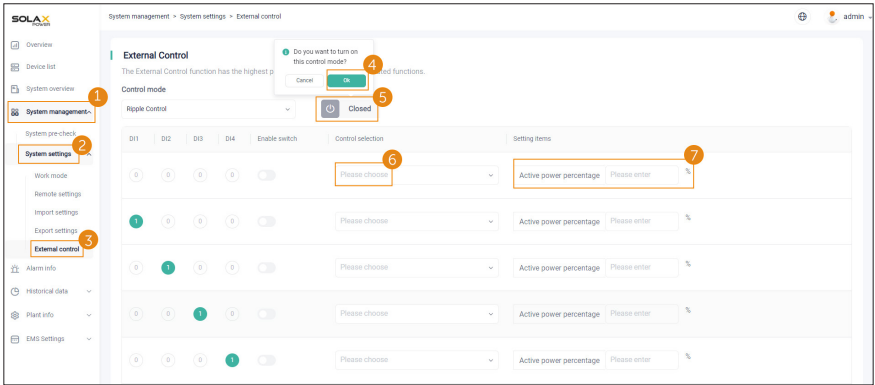 SOLAX
POWER
System management > System settings > External control
admin
Overview
Device list
System overview
1
System management
System pre-check
2
System settings
Work mode
Remote settings
Import settings
Export settings
3
External control
Alarm info
Historical data
Plant info
EMS Settings
External Control
The External Control function has the highest p
functions.
Do you want to turn on
this control mode?
4
Cancel
Ok
Control mode
Ripple Control
5
Closed
DI1 DI2 DI3 DI4 Enable switch Control selection Setting items
6
7
0 0 0 0 Please choose Active power percentage Please enter %
1 0 0 0 Please choose Active power percentage Please enter %
0 1 0 0 Please choose Active power percentage Please enter %
0 0 1 0 Please choose Active power percentage Please enter %
0 0 0 1 Please choose Active power percentage Please enter %